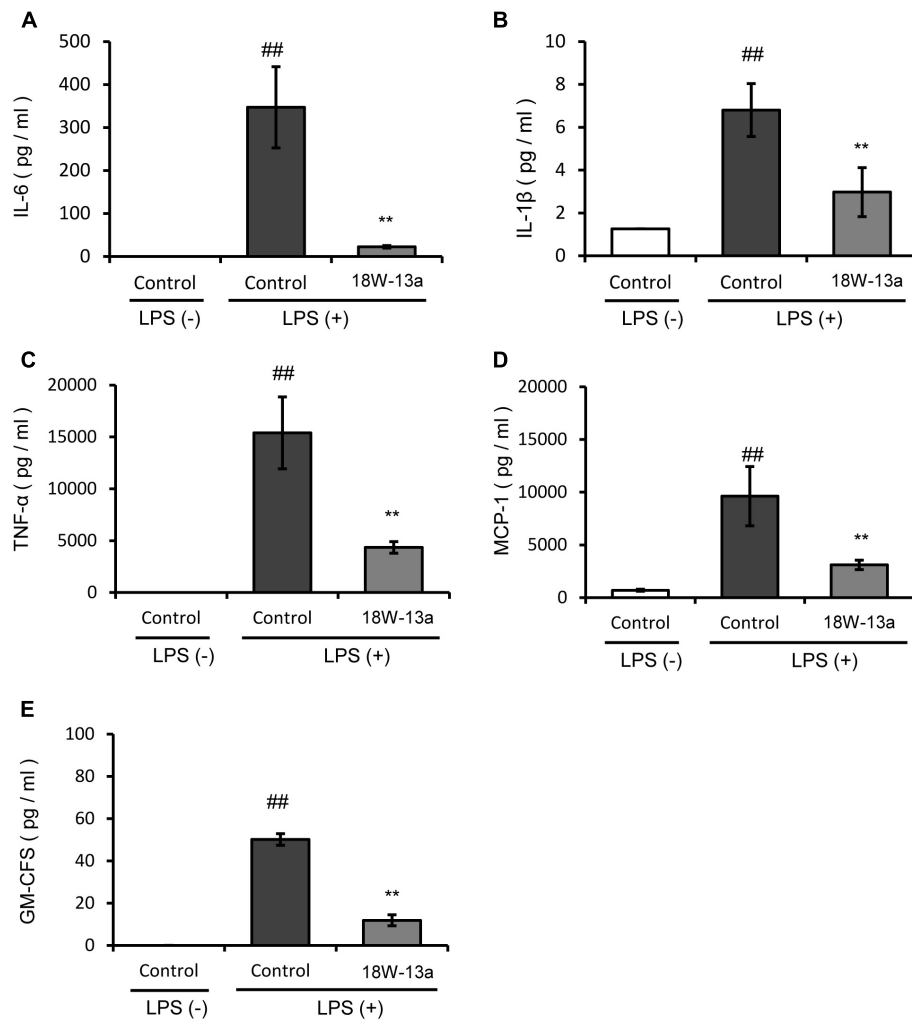 A
IL-6 ( pg / ml )
500
400
300
200
100
0
##
**
Control Control 18W-13a
LPS (-) LPS (+)
B
IL-1β ( pg / ml )
10
8
6
4
2
0
##
**
Control Control 18W-13a
LPS (-) LPS (+)
C
TNF-α ( pg / ml )
20000
15000
10000
5000
0
##
**
Control Control 18W-13a
LPS (-) LPS (+)
D
MCP-1 ( pg / ml )
20000
15000
10000
5000
0
##
**
Control Control 18W-13a
LPS (-) LPS (+)
E
GM-CFS ( pg / ml )
100
80
60
40
20
0
##
**
Control Control 18W-13a
LPS (-) LPS (+)